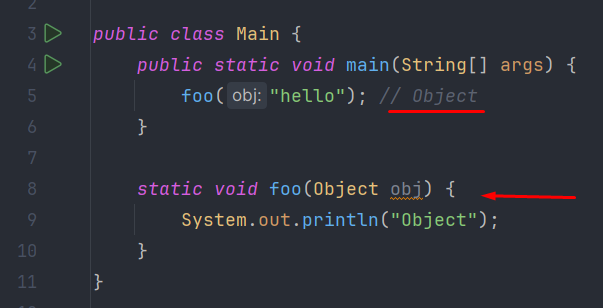 2
3 public class Main {
4 public static void main(String[] args) {
5 foo( obj: "hello"); // Object
6 }
7
8 static void foo(Object obj) {
9 System.out.println("Object");
10 }
11 }